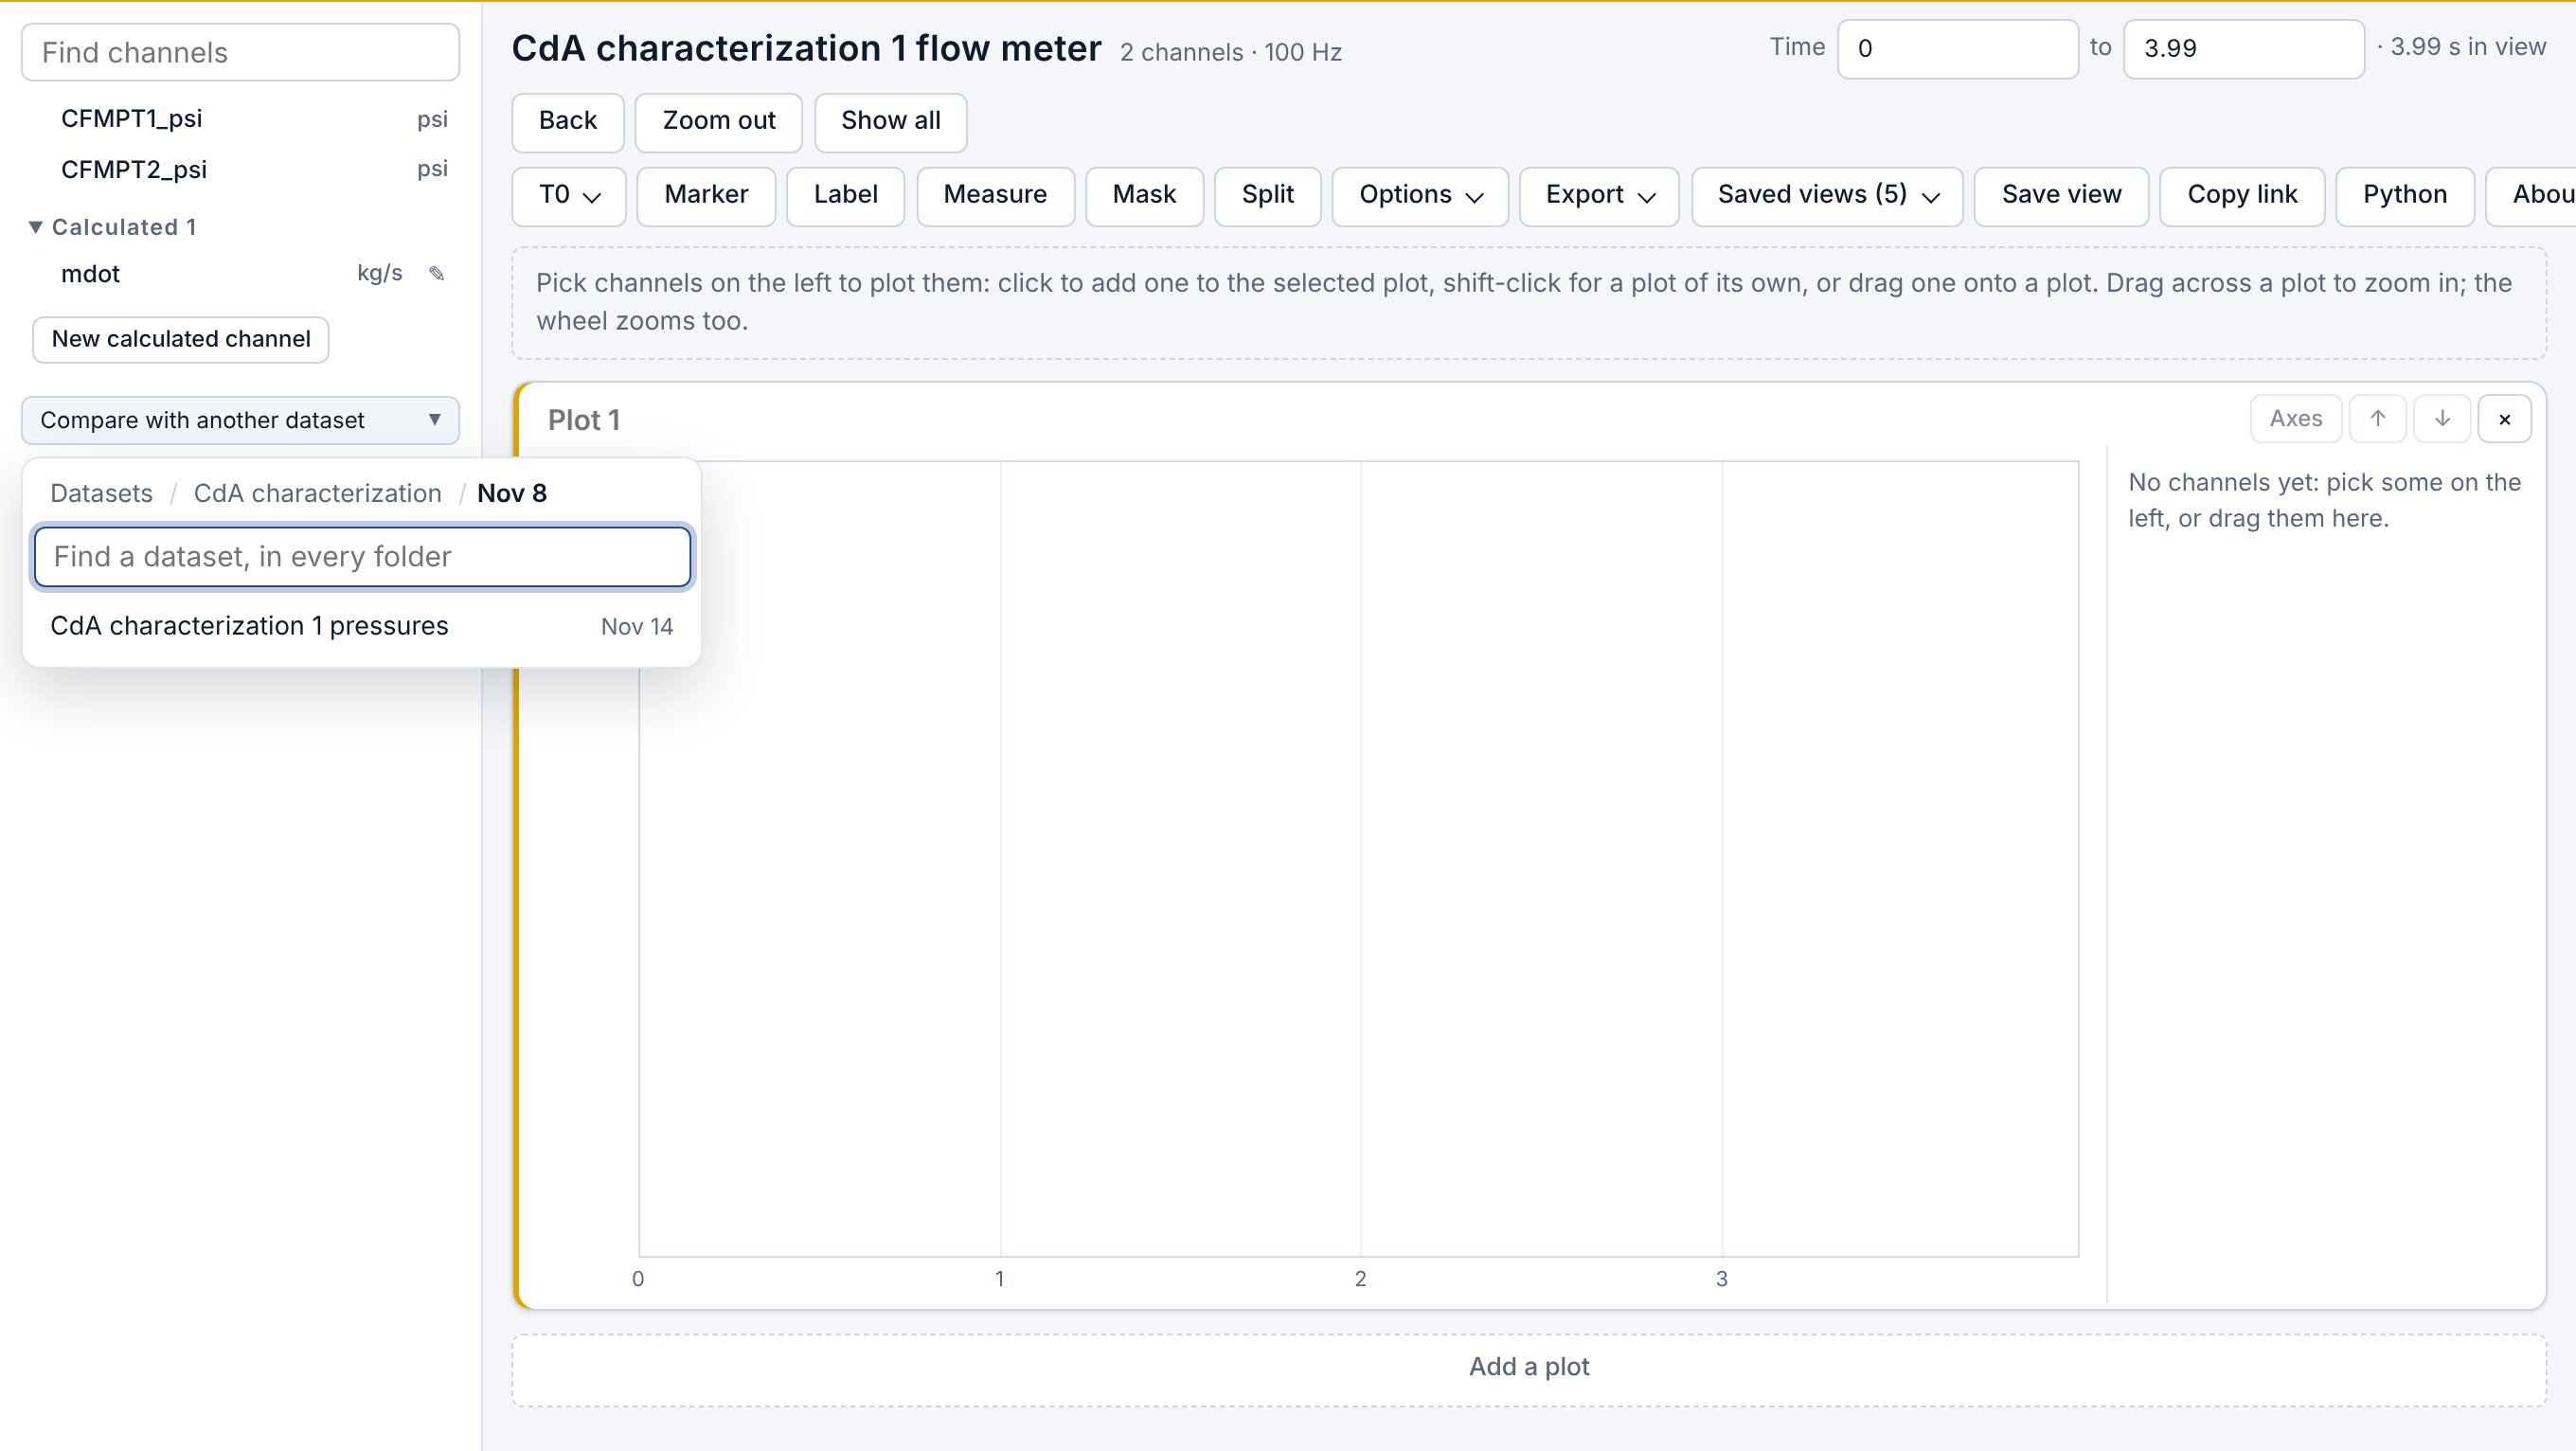 Find channels
CFMPT1_psi psi
CFMPT2_psi psi
▼ Calculated 1
mdot kg/s ✎
New calculated channel
Compare with another dataset ▼
Datasets / CdA characterization / Nov 8
Find a dataset, in every folder
CdA characterization 1 pressures Nov 14
CdA characterization 1 flow meter 2 channels · 100 Hz
Time 0 to 3.99 · 3.99 s in view
Back Zoom out Show all
T0 Marker Label Measure Mask Split Options Export Saved views (5) Save view Copy link Python Abou
Pick channels on the left to plot them: click to add one to the selected plot, shift-click for a plot of its own, or drag one onto a plot. Drag across a plot to zoom in; the
wheel zooms too.
Plot 1
Axes ↑ ↓ ×
No channels yet: pick some on the
left, or drag them here.
0 1 2 3
Add a plot